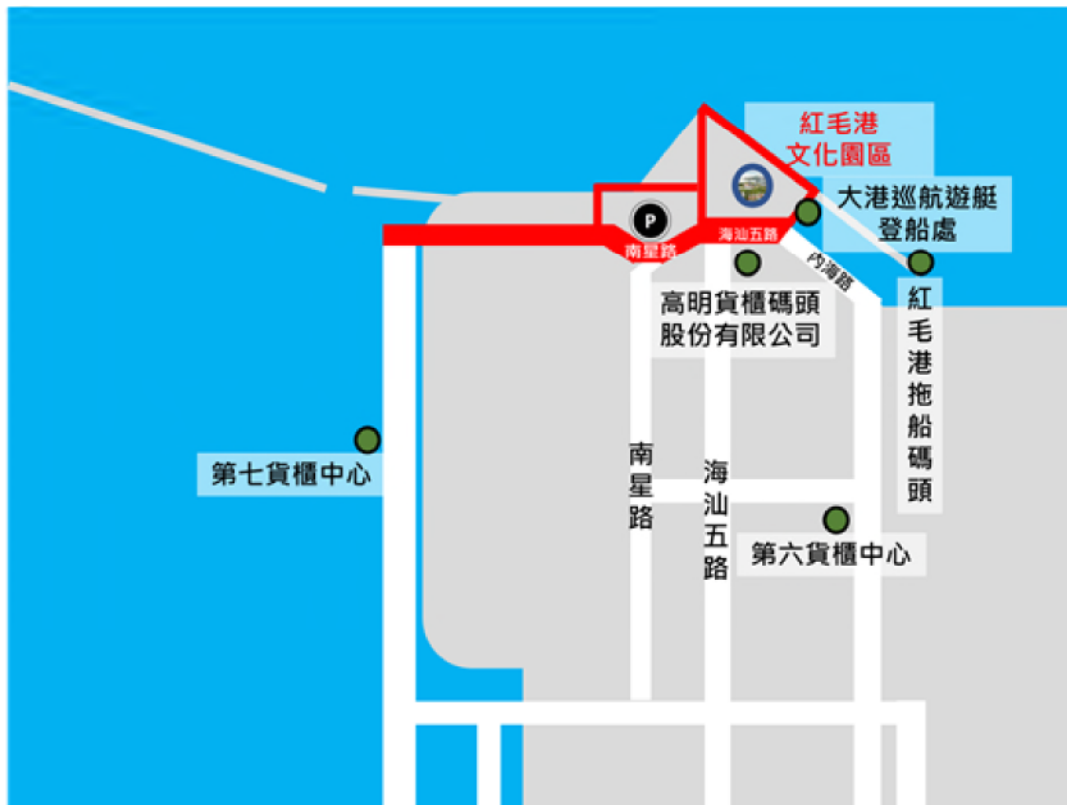 紅毛港
文化園區
大港巡航遊艇
登船處
P
海汕五路
南星路
內海路
高明貨櫃碼頭
股份有限公司
紅毛港拖船碼頭
第七貨櫃中心
南星路
海汕五路
第六貨櫃中心